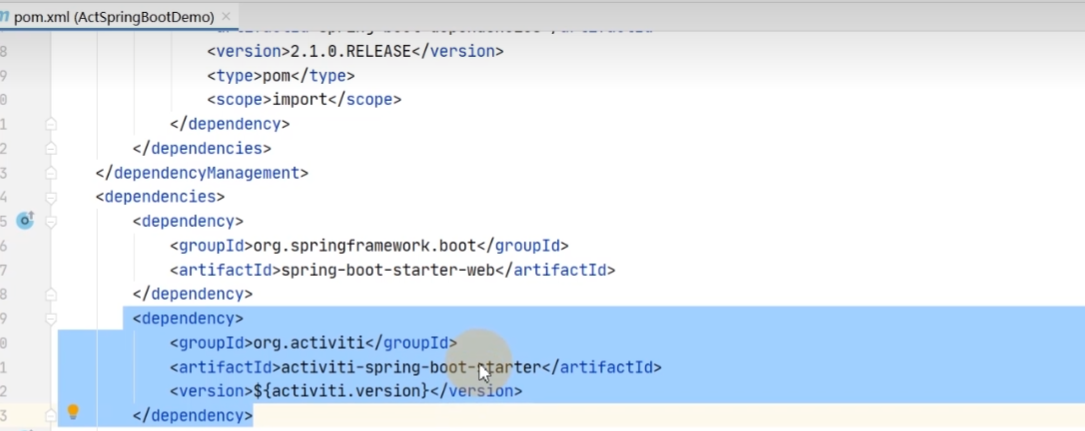 pom.xml (ActSpringBootDemo)
8 <version>2.1.0.RELEASE</version>
9 <type>pom</type>
0 <scope>import</scope>
1 </dependency>
2 </dependencies>
3 </dependencyManagement>
4 <dependencies>
5 <dependency>
6 <groupId>org.springframework.boot</groupId>
7 <artifactId>spring-boot-starter-web</artifactId>
8 </dependency>
9 <dependency>
0 <groupId>org.activiti</groupId>
1 <artifactId>activiti-spring-boot-starter</artifactId>
2 <version>${activiti.version}</version>
3 </dependency>